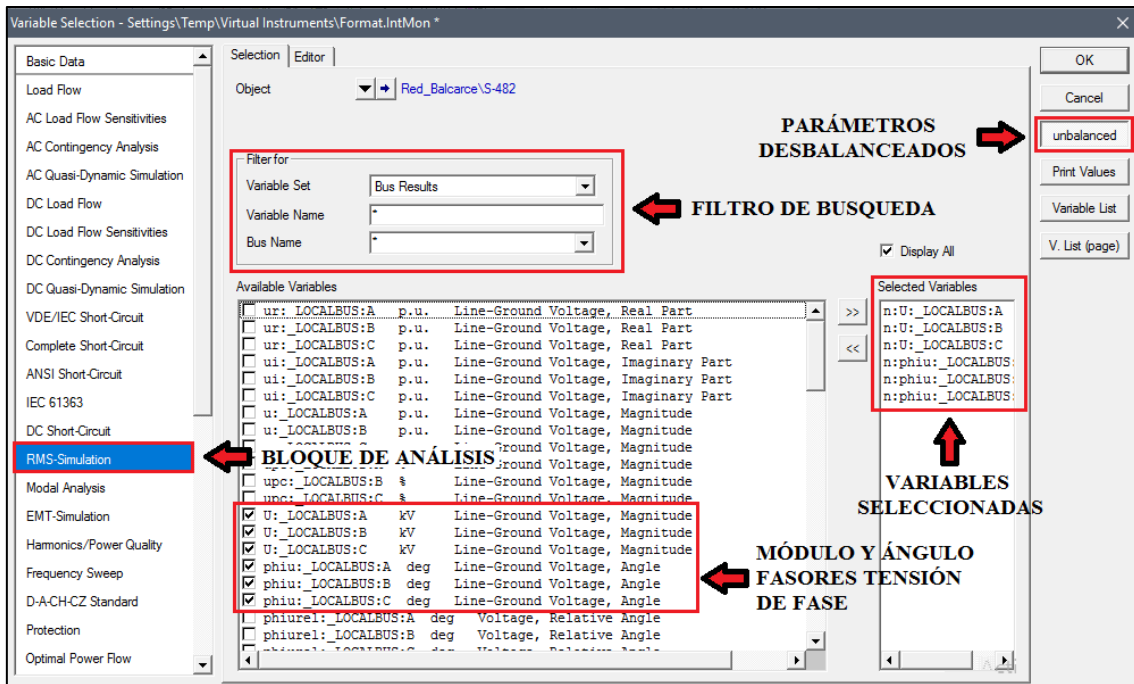 Variable Selection - Settings\Temp\Virtual Instruments\Format.IntMon *
Basic Data
Load Flow
AC Load Flow Sensitivities
AC Contingency Analysis
AC Quasi-Dynamic Simulation
DC Load Flow
DC Load Flow Sensitivities
DC Contingency Analysis
DC Quasi-Dynamic Simulation
VDE/IEC Short-Circuit
Complete Short-Circuit
ANSI Short-Circuit
IEC 61363
DC Short-Circuit
RMS-Simulation
Modal Analysis
EMT-Simulation
Harmonics/Power Quality
Frequency Sweep
D-A-CH-CZ Standard
Protection
Optimal Power Flow
BLOQUE DE ANÁLISIS
Selection
Editor
Object
Red_Balcarce\S-482
Filter for
Variable Set
Bus Results
Variable Name
*
Bus Name
*
FILTRO DE BUSQUEDA
PARÁMETROS
DESBALANCEADOS
OK
Cancel
unbalanced
Print Values
Variable List
V. List (page)
Display All
Available Variables
ur:_LOCALBUS:A p.u. Line-Ground Voltage, Real Part
ur:_LOCALBUS:B p.u. Line-Ground Voltage, Real Part
ur:_LOCALBUS:C p.u. Line-Ground Voltage, Real Part
ui:_LOCALBUS:A p.u. Line-Ground Voltage, Imaginary Part
ui:_LOCALBUS:B p.u. Line-Ground Voltage, Imaginary Part
ui:_LOCALBUS:C p.u. Line-Ground Voltage, Imaginary Part
u:_LOCALBUS:A p.u. Line-Ground Voltage, Magnitude
u:_LOCALBUS:B p.u. Line-Ground Voltage, Magnitude
Voltage, Magnitude
Voltage, Magnitude
upc:_LOCALBUS:B % Line-Ground Voltage, Magnitude
upc:_LOCALBUS:C % Line-Ground Voltage, Magnitude
U:_LOCALBUS:A kV Line-Ground Voltage, Magnitude
U:_LOCALBUS:B kV Line-Ground Voltage, Magnitude
U:_LOCALBUS:C kV Line-Ground Voltage, Magnitude
phiu:_LOCALBUS:A deg Line-Ground Voltage, Angle
phiu:_LOCALBUS:B deg Line-Ground Voltage, Angle
phiu:_LOCALBUS:C deg Line-Ground Voltage, Angle
phiurel:_LOCALBUS:A deg Voltage, Relative Angle
phiurel:_LOCALBUS:B deg Voltage, Relative Angle
>>
<<
Selected Variables
n:U:_LOCALBUS:A
n:U:_LOCALBUS:B
n:U:_LOCALBUS:C
n:phiu:_LOCALBUS:
n:phiu:_LOCALBUS:
n:phiu:_LOCALBUS:
VARIABLES
SELECCIONADAS
MÓDULO Y ÁNGULO
FASORES TENSIÓN
DE FASE